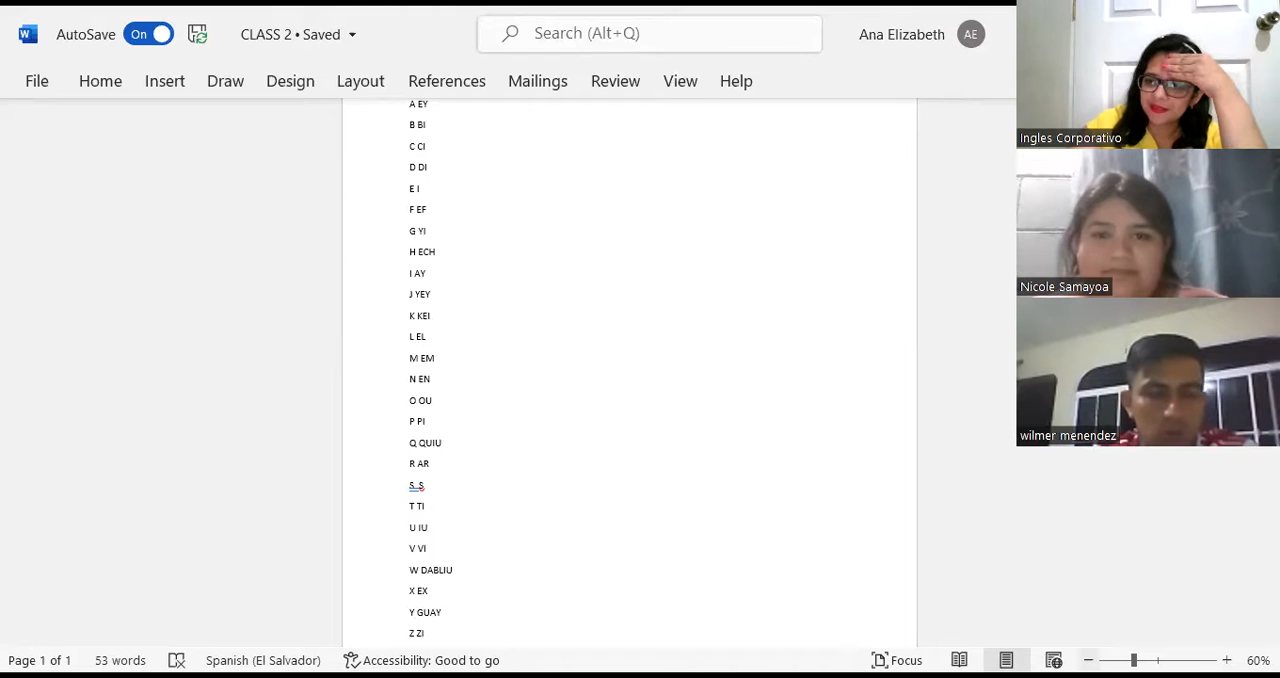 AutoSave On CLASS 2 • Saved Search (Alt+Q) Ana Elizabeth AE
File Home Insert Draw Design Layout References Mailings Review View Help
A EY
B BI
C CI
D DI
E I
F EF
G YI
H ECH
I AY
J YEY
K KEI
L EL
M EM
N EN
O OU
P PI
Q QUIU
R AR
S S
T TI
U IU
V VI
W DABLIU
X EX
Y GUAY
Z ZI
Page 1 of 1 53 words Spanish (El Salvador) Accessibility: Good to go Focus 60%
Ingles Corporativo
Nicole Samayoa
wilmer menendez